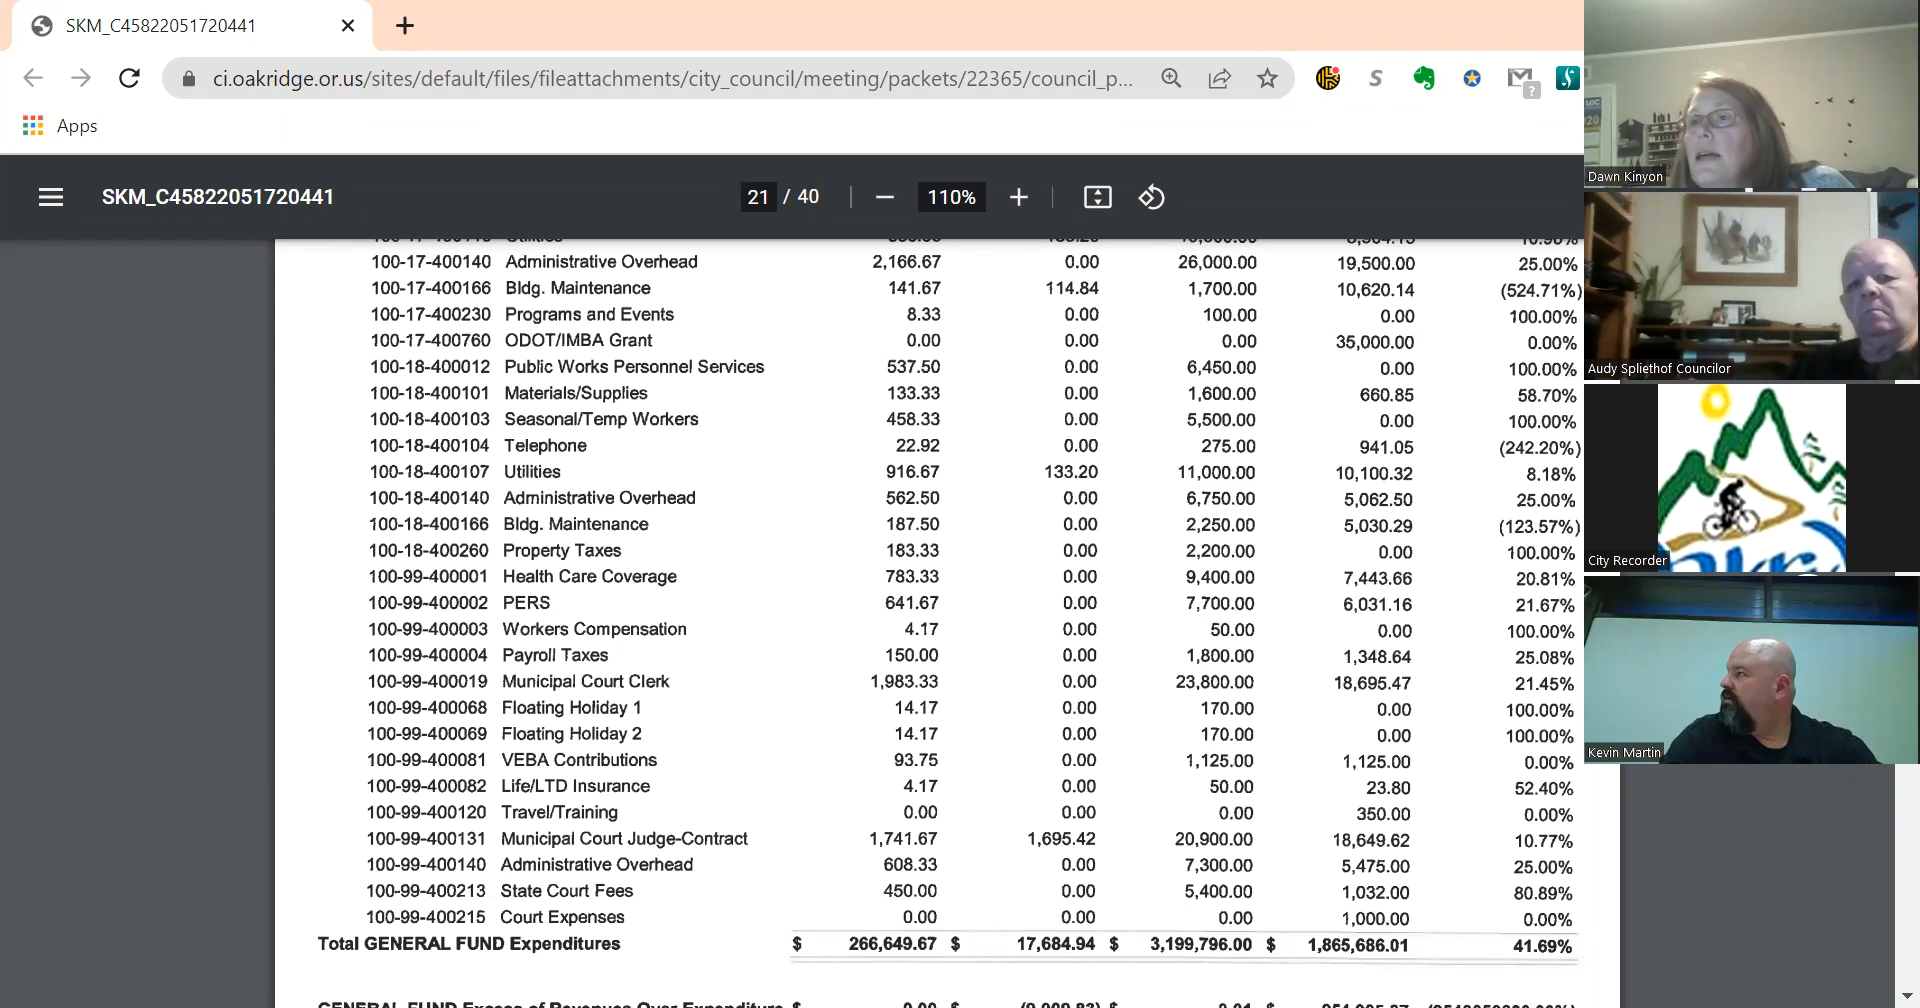 SKM_C45822051720441
ci.oakridge.or.us/sites/default/files/fileattachments/city_council/meeting/packets/22365/council_p...
Apps
SKM_C45822051720441 21 / 40 110%
100-17-400140 Administrative Overhead 2,166.67 0.00 26,000.00 19,500.00 25.00%
100-17-400166 Bldg. Maintenance 141.67 114.84 1,700.00 10,620.14 (524.71%)
100-17-400230 Programs and Events 8.33 0.00 100.00 0.00 100.00%
100-17-400760 ODOT/IMBA Grant 0.00 0.00 0.00 35,000.00 0.00%
100-18-400012 Public Works Personnel Services 537.50 0.00 6,450.00 0.00 100.00%
100-18-400101 Materials/Supplies 133.33 0.00 1,600.00 660.85 58.70%
100-18-400103 Seasonal/Temp Workers 458.33 0.00 5,500.00 0.00 100.00%
100-18-400104 Telephone 22.92 0.00 275.00 941.05 (242.20%)
100-18-400107 Utilities 916.67 133.20 11,000.00 10,100.32 8.18%
100-18-400140 Administrative Overhead 562.50 0.00 6,750.00 5,062.50 25.00%
100-18-400166 Bldg. Maintenance 187.50 0.00 2,250.00 5,030.29 (123.57%)
100-18-400260 Property Taxes 183.33 0.00 2,200.00 0.00 100.00%
100-99-400001 Health Care Coverage 783.33 0.00 9,400.00 7,443.66 20.81%
100-99-400002 PERS 641.67 0.00 7,700.00 6,031.16 21.67%
100-99-400003 Workers Compensation 4.17 0.00 50.00 0.00 100.00%
100-99-400004 Payroll Taxes 150.00 0.00 1,800.00 1,348.64 25.08%
100-99-400019 Municipal Court Clerk 1,983.33 0.00 23,800.00 18,695.47 21.45%
100-99-400068 Floating Holiday 1 14.17 0.00 170.00 0.00 100.00%
100-99-400069 Floating Holiday 2 14.17 0.00 170.00 0.00 100.00%
100-99-400081 VEBA Contributions 93.75 0.00 1,125.00 1,125.00 0.00%
100-99-400082 Life/LTD Insurance 4.17 0.00 50.00 23.80 52.40%
100-99-400120 Travel/Training 0.00 0.00 0.00 350.00 0.00%
100-99-400131 Municipal Court Judge-Contract 1,741.67 1,695.42 20,900.00 18,649.62 10.77%
100-99-400140 Administrative Overhead 608.33 0.00 7,300.00 5,475.00 25.00%
100-99-400213 State Court Fees 450.00 0.00 5,400.00 1,032.00 80.89%
100-99-400215 Court Expenses 0.00 0.00 0.00 1,000.00 0.00%
Total GENERAL FUND Expenditures $ 266,649.67 $ 17,684.94 $ 3,199,796.00 $ 1,865,686.01 41.69%
GENERAL FUND Excess of Revenues Over Expenditure
Dawn Kinyon
Audy Spliethof Councilor
City Recorder
Kevin Martin